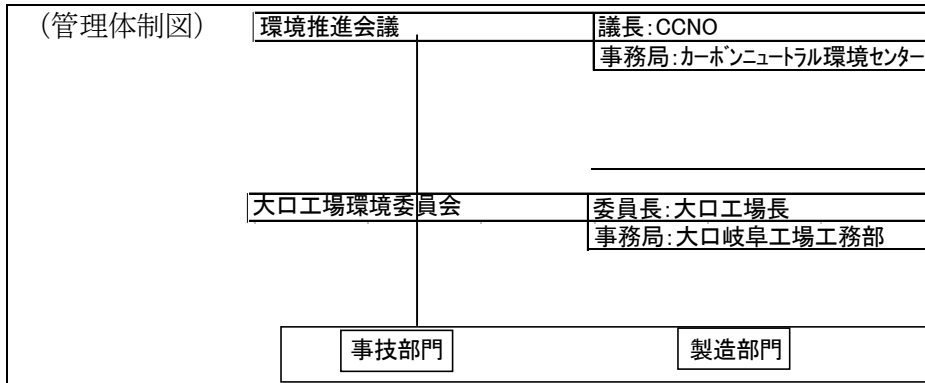 (管理体制図)
環境推進会議
議長:CCNO
事務局:カーボンニュートラル環境センター
大口工場環境委員会
委員長:大口工場長
事務局:大口岐阜工場工務部
事技部門
製造部門